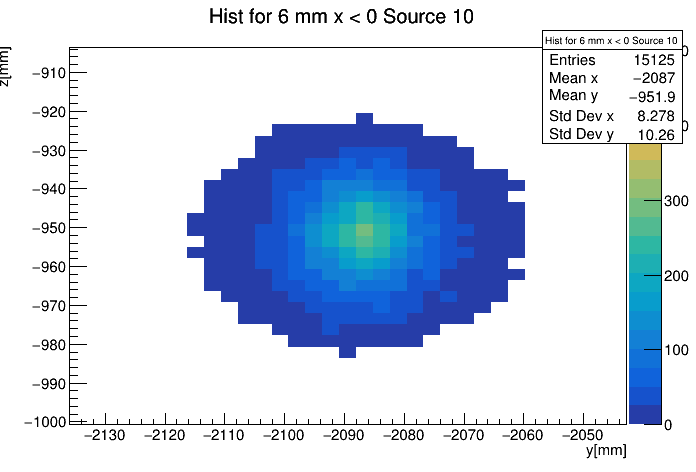 Hist for 6 mm x < 0 Source 10
z[mm]
Hist for 6 mm x < 0 Source 10
Entries 15125
Mean x −2087
Mean y −951.9
Std Dev x 8.278
Std Dev y 10.26
−910
−920
−930
−940
−950
−960
−970
−980
−990
−1000
−2130
−2120
−2110
−2100
−2090
−2080
−2070
−2060
−2050
y[mm]
300
200
100
0